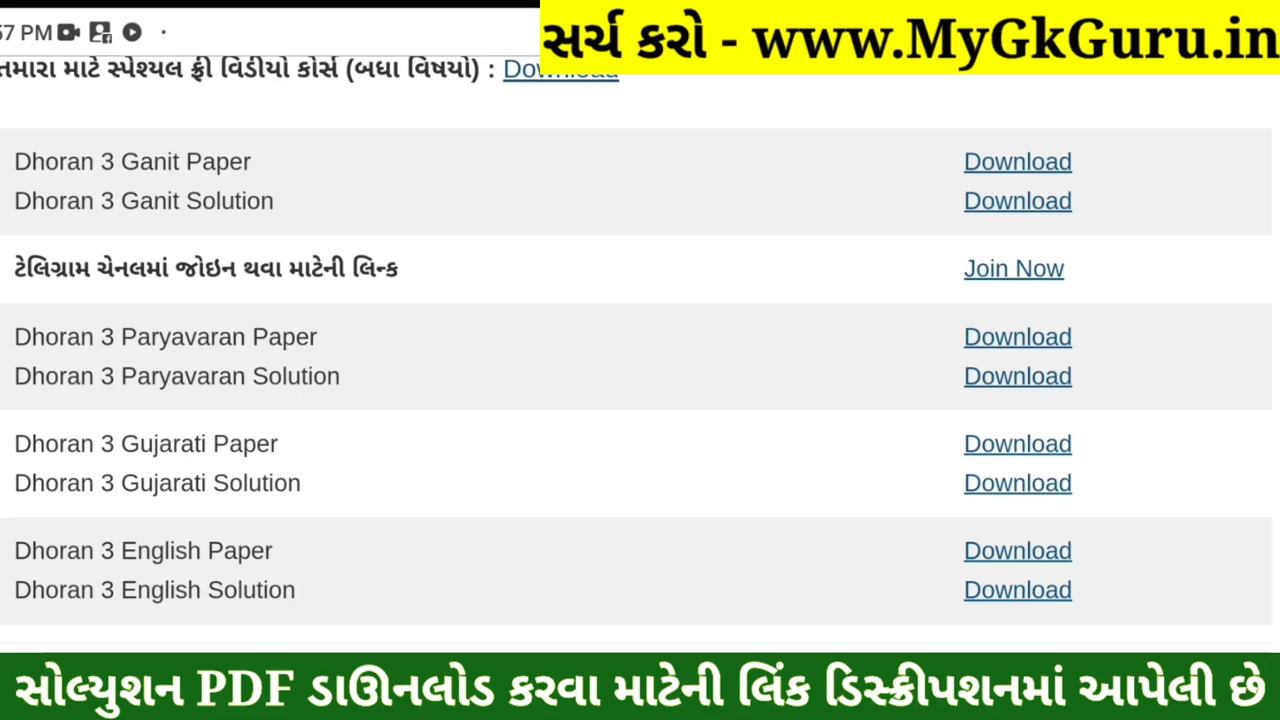 57 PM
સર્ચ કરો - www.MyGkGuru.in
તમારા માટે સ્પેશ્યલ ફ્રી વિડીયો કોર્સ (બધા વિષયો) : Download
Dhoran 3 Ganit Paper Download
Dhoran 3 Ganit Solution Download
ટેલિગ્રામ ચેનલમાં જોઇન થવા માટેની લિન્ક Join Now
Dhoran 3 Paryavaran Paper Download
Dhoran 3 Paryavaran Solution Download
Dhoran 3 Gujarati Paper Download
Dhoran 3 Gujarati Solution Download
Dhoran 3 English Paper Download
Dhoran 3 English Solution Download
સોલ્યુશન PDF ડાઊનલોડ કરવા માટેની લિંક ડિસ્ક્રીપશનમાં આપેલી છે